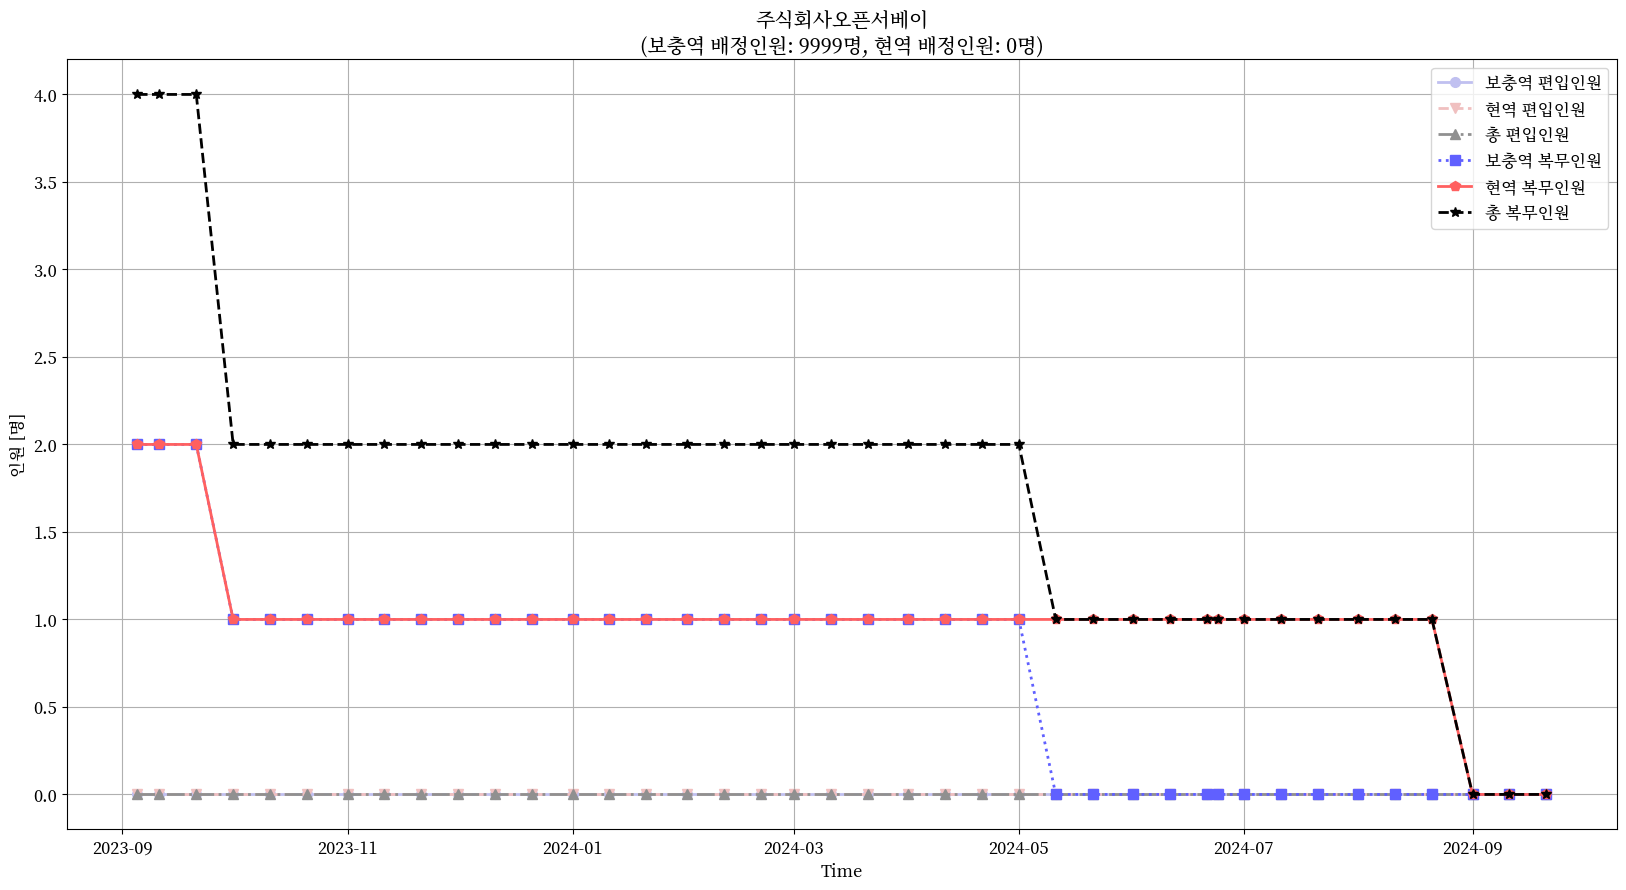 주식회사오픈서베이
(보충역 배정인원: 9999명, 현역 배정인원: 0명)
보충역 편입인원
현역 편입인원
총 편입인원
보충역 복무인원
현역 복무인원
총 복무인원
인원 [명]
4.0
3.5
3.0
2.5
2.0
1.5
1.0
0.5
0.0
2023-09
2023-11
2024-01
2024-03
2024-05
2024-07
2024-09
Time